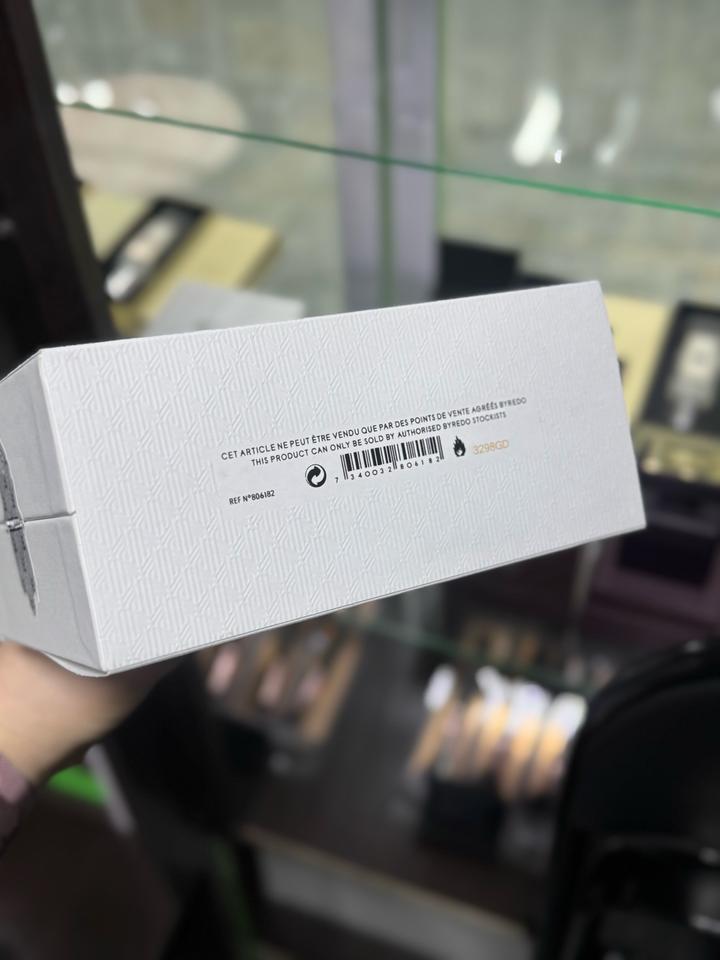 CET ARTICLE NE PEUT ÊTRE VENDU QUE PAR DES POINTS DE VENTE AGRÉÉS BYREDO
THIS PRODUCT CAN ONLY BE SOLD BY AUTHORISED BYREDO STOCKISTS
7 340032 806182
3298GD
REF N°806182